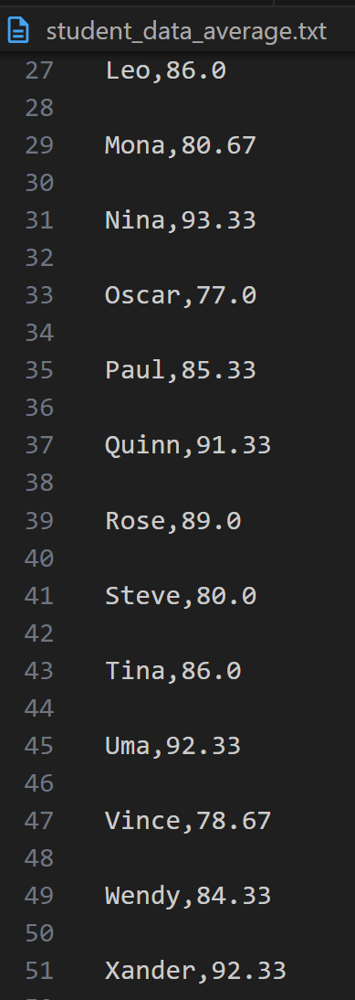 student_data_average.txt
27 Leo,86.0
28
29 Mona,80.67
30
31 Nina,93.33
32
33 Oscar,77.0
34
35 Paul,85.33
36
37 Quinn,91.33
38
39 Rose,89.0
40
41 Steve,80.0
42
43 Tina,86.0
44
45 Uma,92.33
46
47 Vince,78.67
48
49 Wendy,84.33
50
51 Xander,92.33